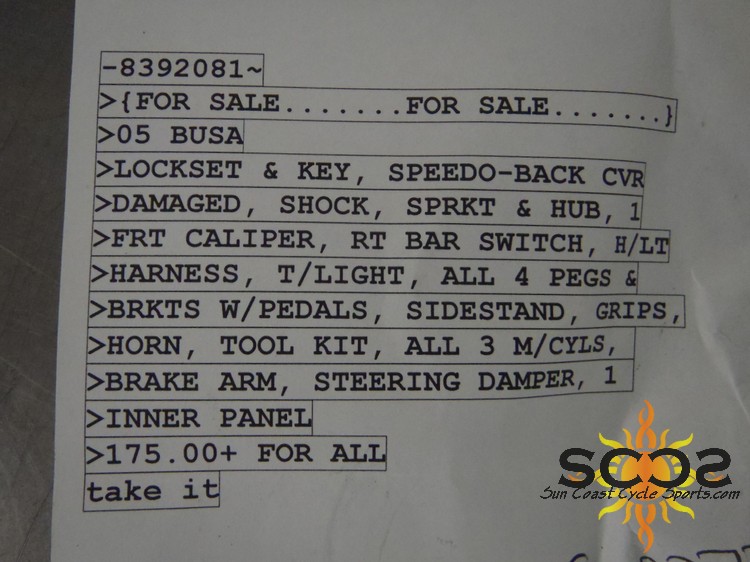 -8392081~
>{FOR SALE........FOR SALE.......}
>05 BUSA
>LOCKSET & KEY, SPEEDO-BACK CVR
>DAMAGED, SHOCK, SPRKT & HUB, 1
>FRT CALIPER, RT BAR SWITCH, H/LT
>HARNESS, T/LIGHT, ALL 4 PEGS &
>BRKTS W/PEDALS, SIDESTAND, GRIPS,
>HORN, TOOL KIT, ALL 3 M/CYLS,
>BRAKE ARM, STEERING DAMPER, 1
>INNER PANEL
>175.00+ FOR ALL
take it
SCCS
Sun Coast Cycle Sports.com